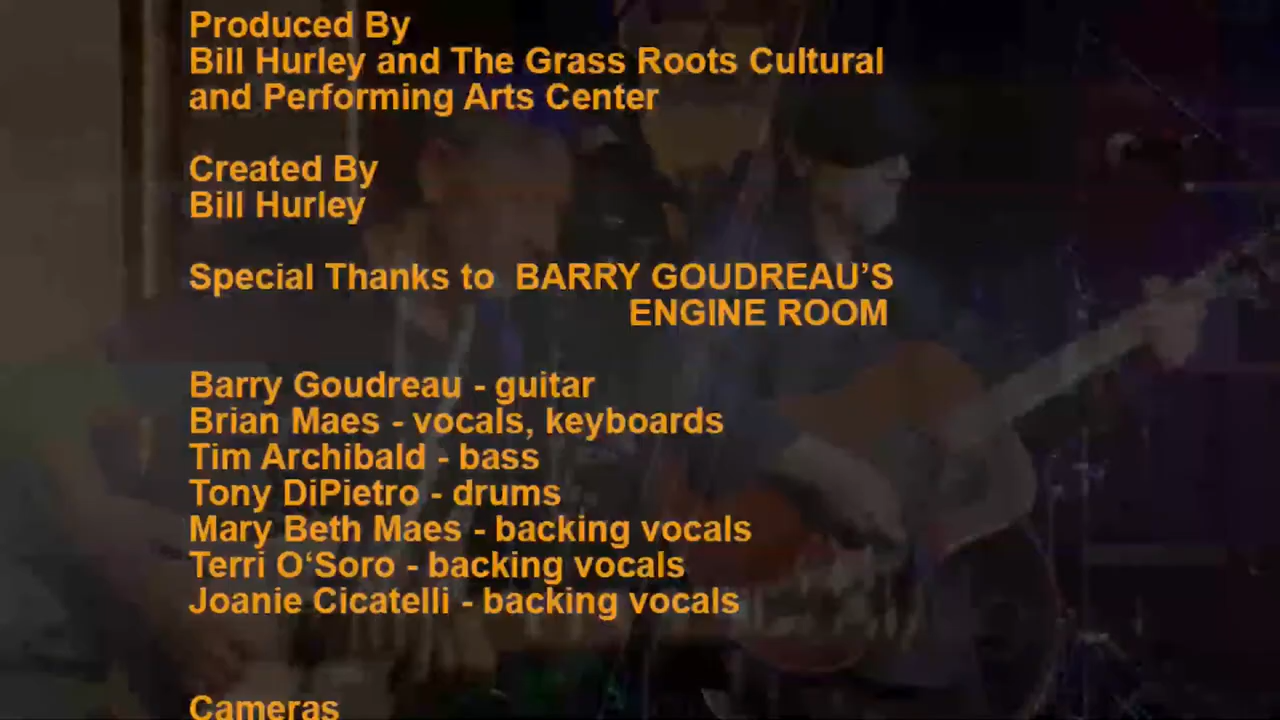 Produced By
Bill Hurley and The Grass Roots Cultural
and Performing Arts Center
Created By
Bill Hurley
Special Thanks to  BARRY GOUDREAU’S
ENGINE ROOM
Barry Goudreau - guitar
Brian Maes - vocals, keyboards
Tim Archibald - bass
Tony DiPietro - drums
Mary Beth Maes - backing vocals
Terri O‘Soro - backing vocals
Joanie Cicatelli - backing vocals
Cameras